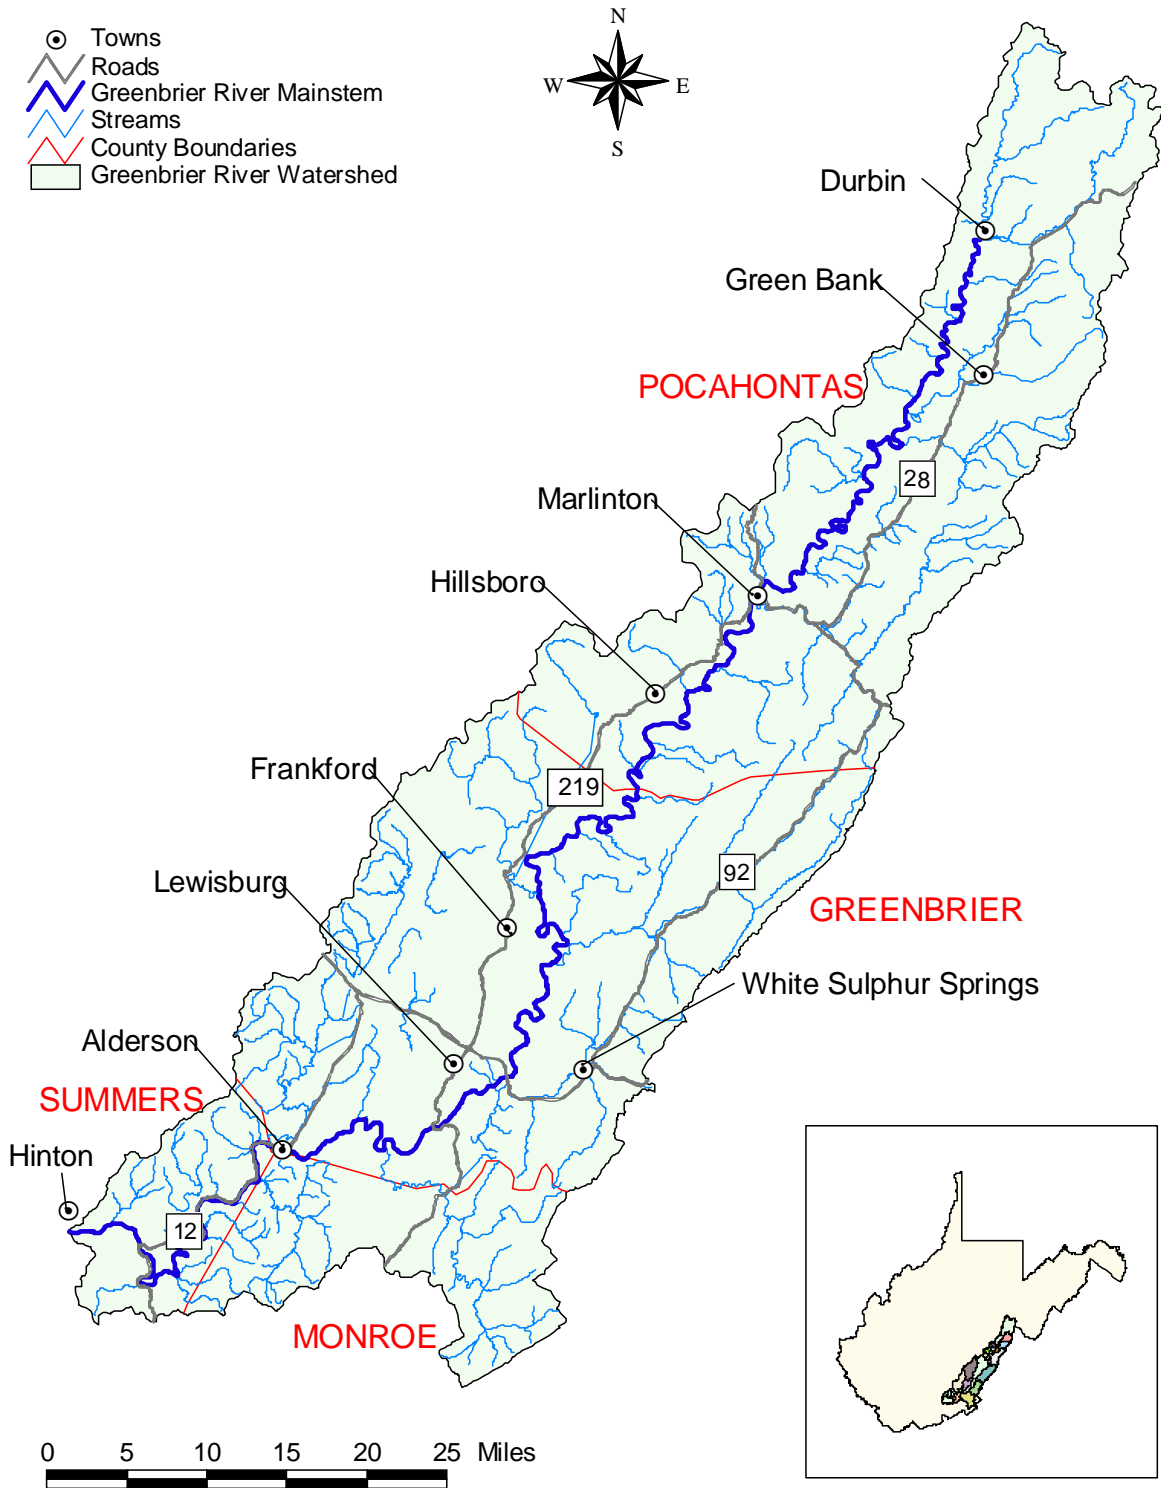 Towns
Roads
Greenbrier River Mainstem
Streams
County Boundaries
Greenbrier River Watershed
N
W E
S
Durbin
Green Bank
POCAHONTAS
28
Marlinton
Hillsboro
Frankford
219
92
Lewisburg
GREENBRIER
White Sulphur Springs
Alderson
SUMMERS
Hinton
12
MONROE
0 5 10 15 20 25 Miles